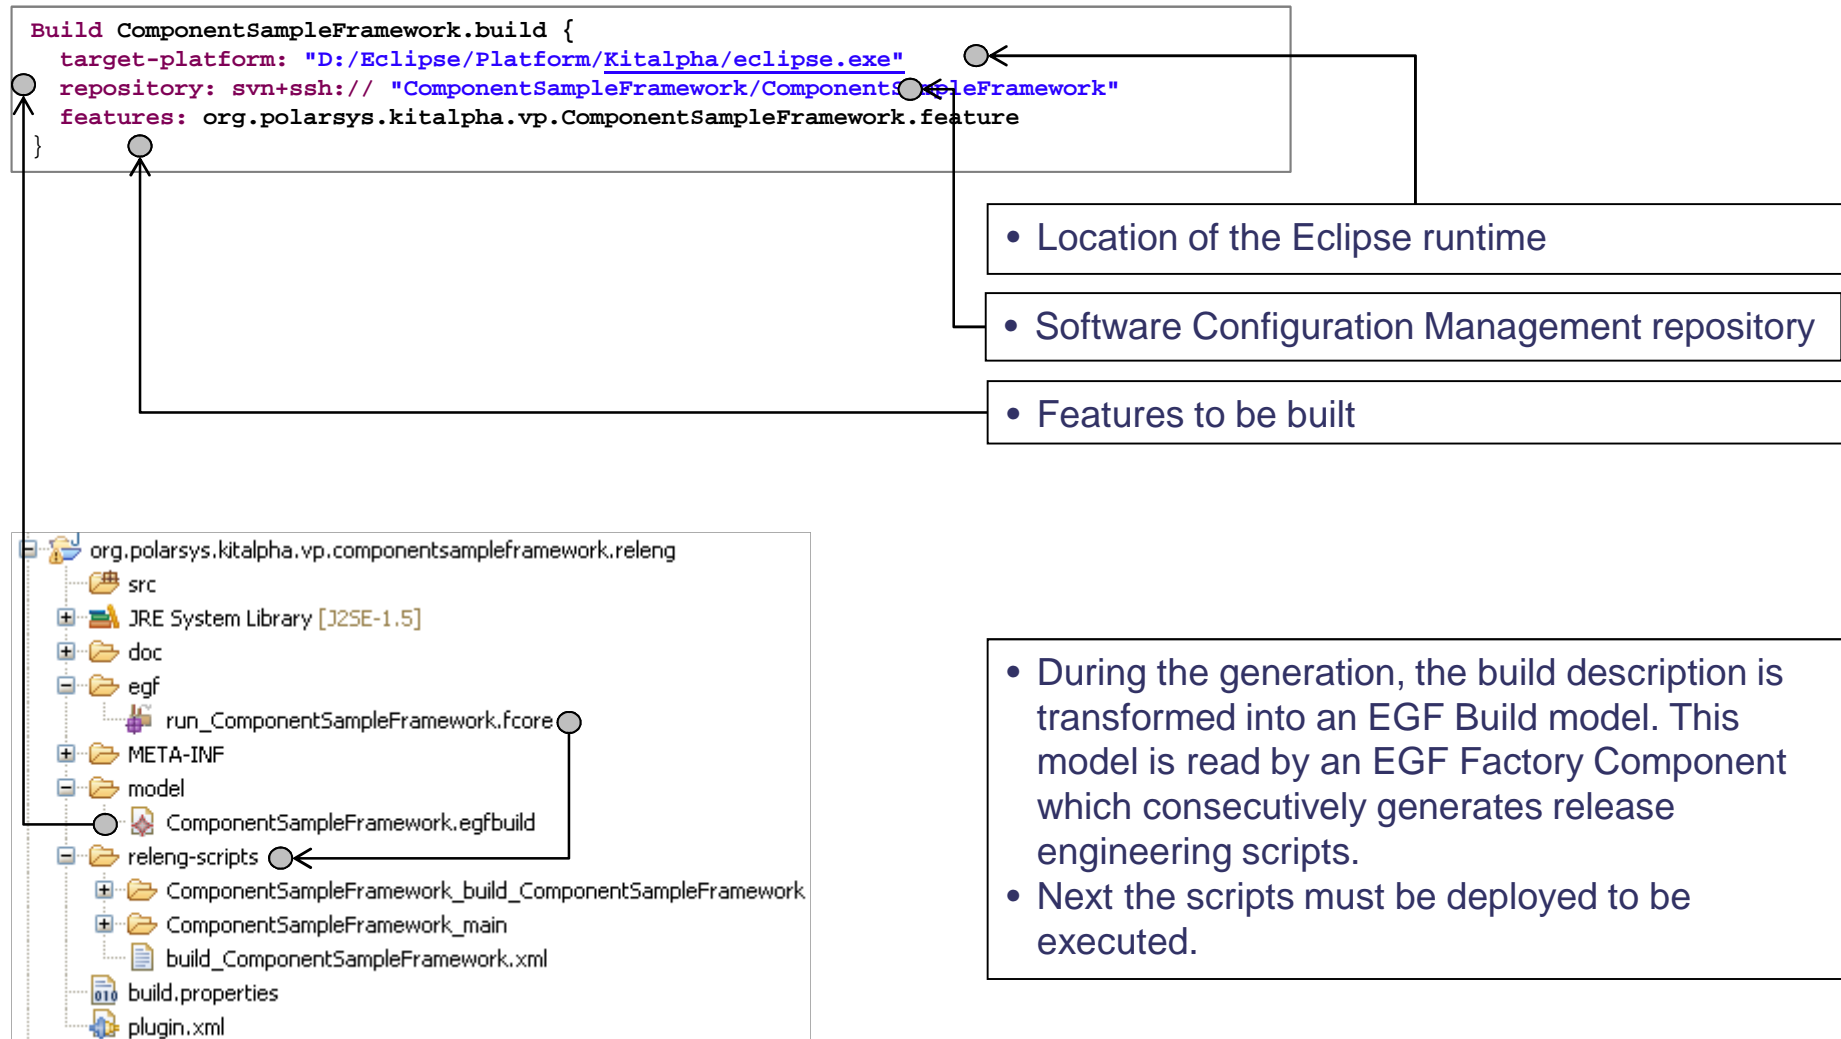 Build ComponentSampleFramework.build {
target-platform: "D:/Eclipse/Platform/Kitalpha/eclipse.exe"
repository: svn+ssh:// "ComponentSampleFramework/ComponentSampleFramework"
features: org.polarsys.kitalpha.vp.ComponentSampleFramework.feature
}
• Location of the Eclipse runtime
• Software Configuration Management repository
• Features to be built
org.polarsys.kitalpha.vp.componentsampleframework.releng
src
JRE System Library [J2SE-1.5]
doc
egf
run_ComponentSampleFramework.fcore
META-INF
model
ComponentSampleFramework.egfbuild
releng-scripts
ComponentSampleFramework_build_ComponentSampleFramework
ComponentSampleFramework_main
build_ComponentSampleFramework.xml
build.properties
plugin.xml
• During the generation, the build description is
transformed into an EGF Build model. This
model is read by an EGF Factory Component
which consecutively generates release
engineering scripts.
• Next the scripts must be deployed to be
executed.